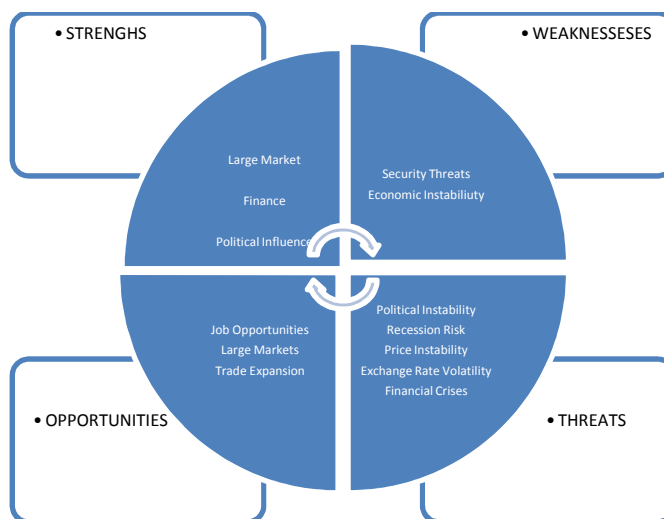 • STRENGHS
• WEAKNESSESES
Large Market
Finance
Political Influence
Security Threats
Economic Instabiliuty
Job Opportunities
Large Markets
Trade Expansion
Political Instability
Recession Risk
Price Instability
Exchange Rate Volatility
Financial Crises
• OPPORTUNITIES
• THREATS